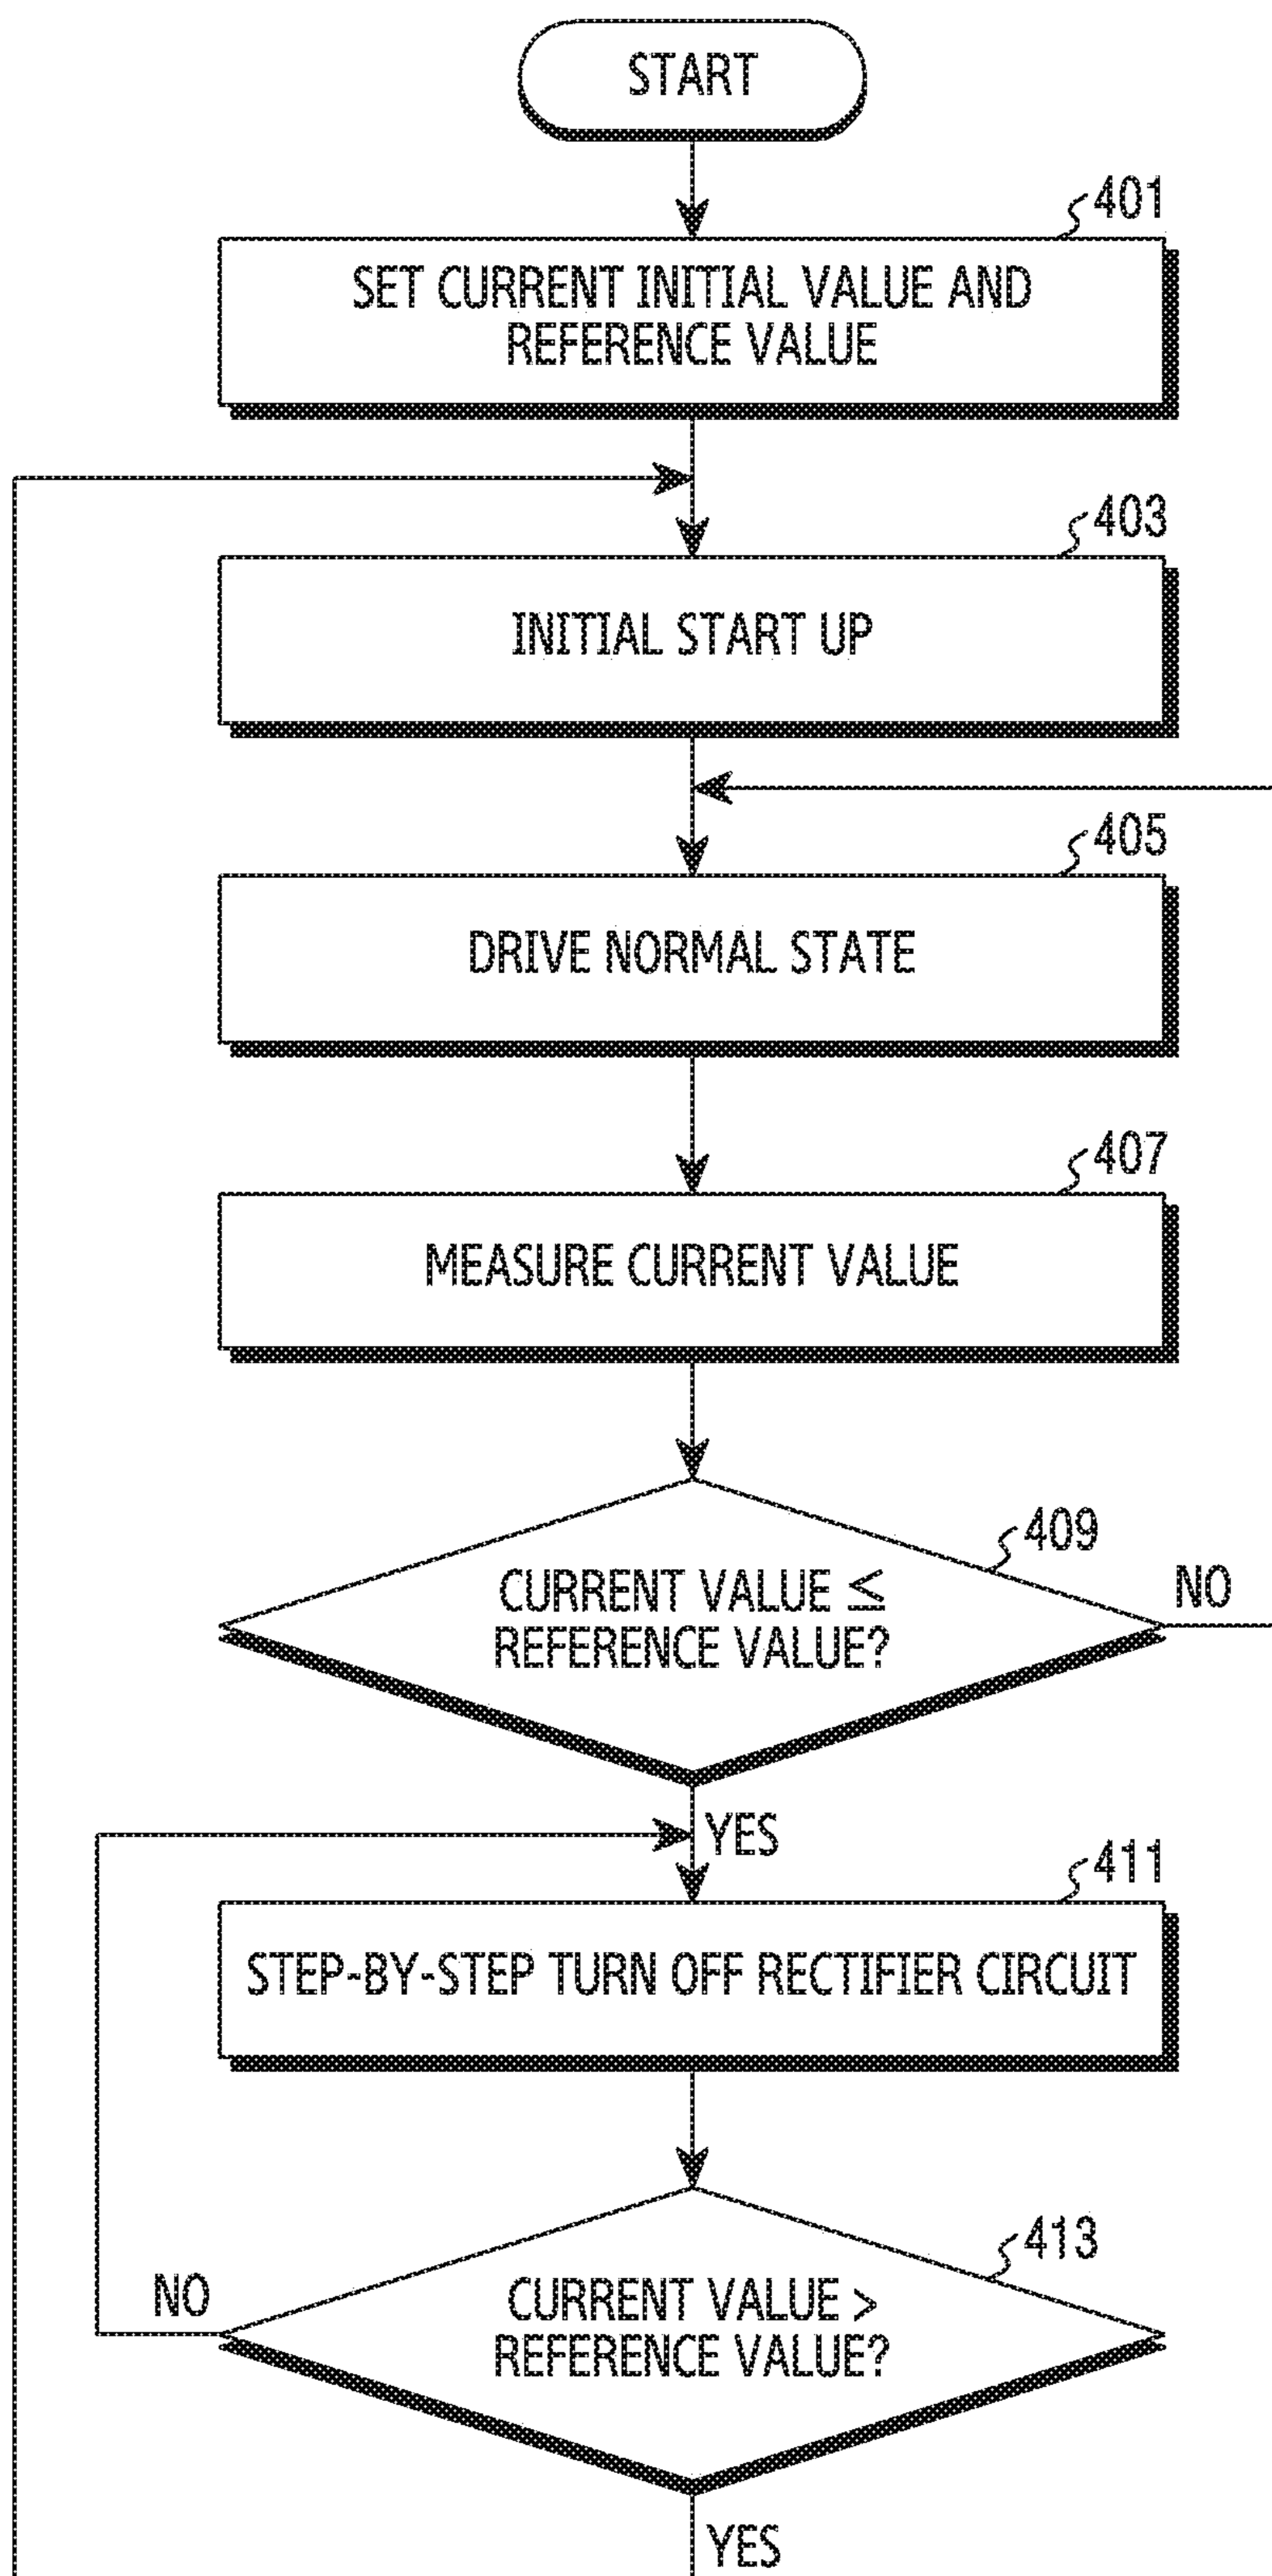 START
401
SET CURRENT INITIAL VALUE AND
REFERENCE VALUE
403
INITIAL START UP
405
DRIVE NORMAL STATE
407
MEASURE CURRENT VALUE
409
CURRENT VALUE ≤
REFERENCE VALUE?
NO
YES
411
STEP-BY-STEP TURN OFF RECTIFIER CIRCUIT
413
CURRENT VALUE >
REFERENCE VALUE?
NO
YES